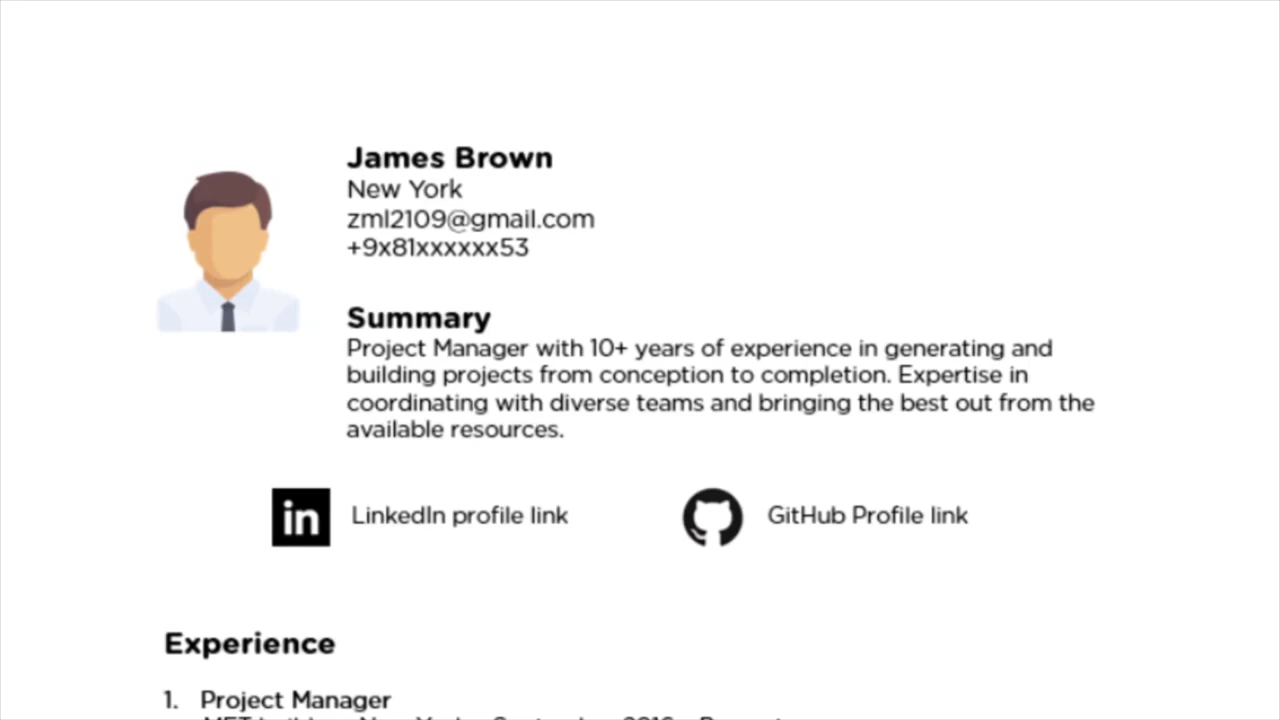 James Brown
New York
zml2109@gmail.com
+9x81xxxxxx53
Summary
Project Manager with 10+ years of experience in generating and
building projects from conception to completion. Expertise in
coordinating with diverse teams and bringing the best out from the
available resources.
in LinkedIn profile link
GitHub Profile link
Experience
1. Project Manager